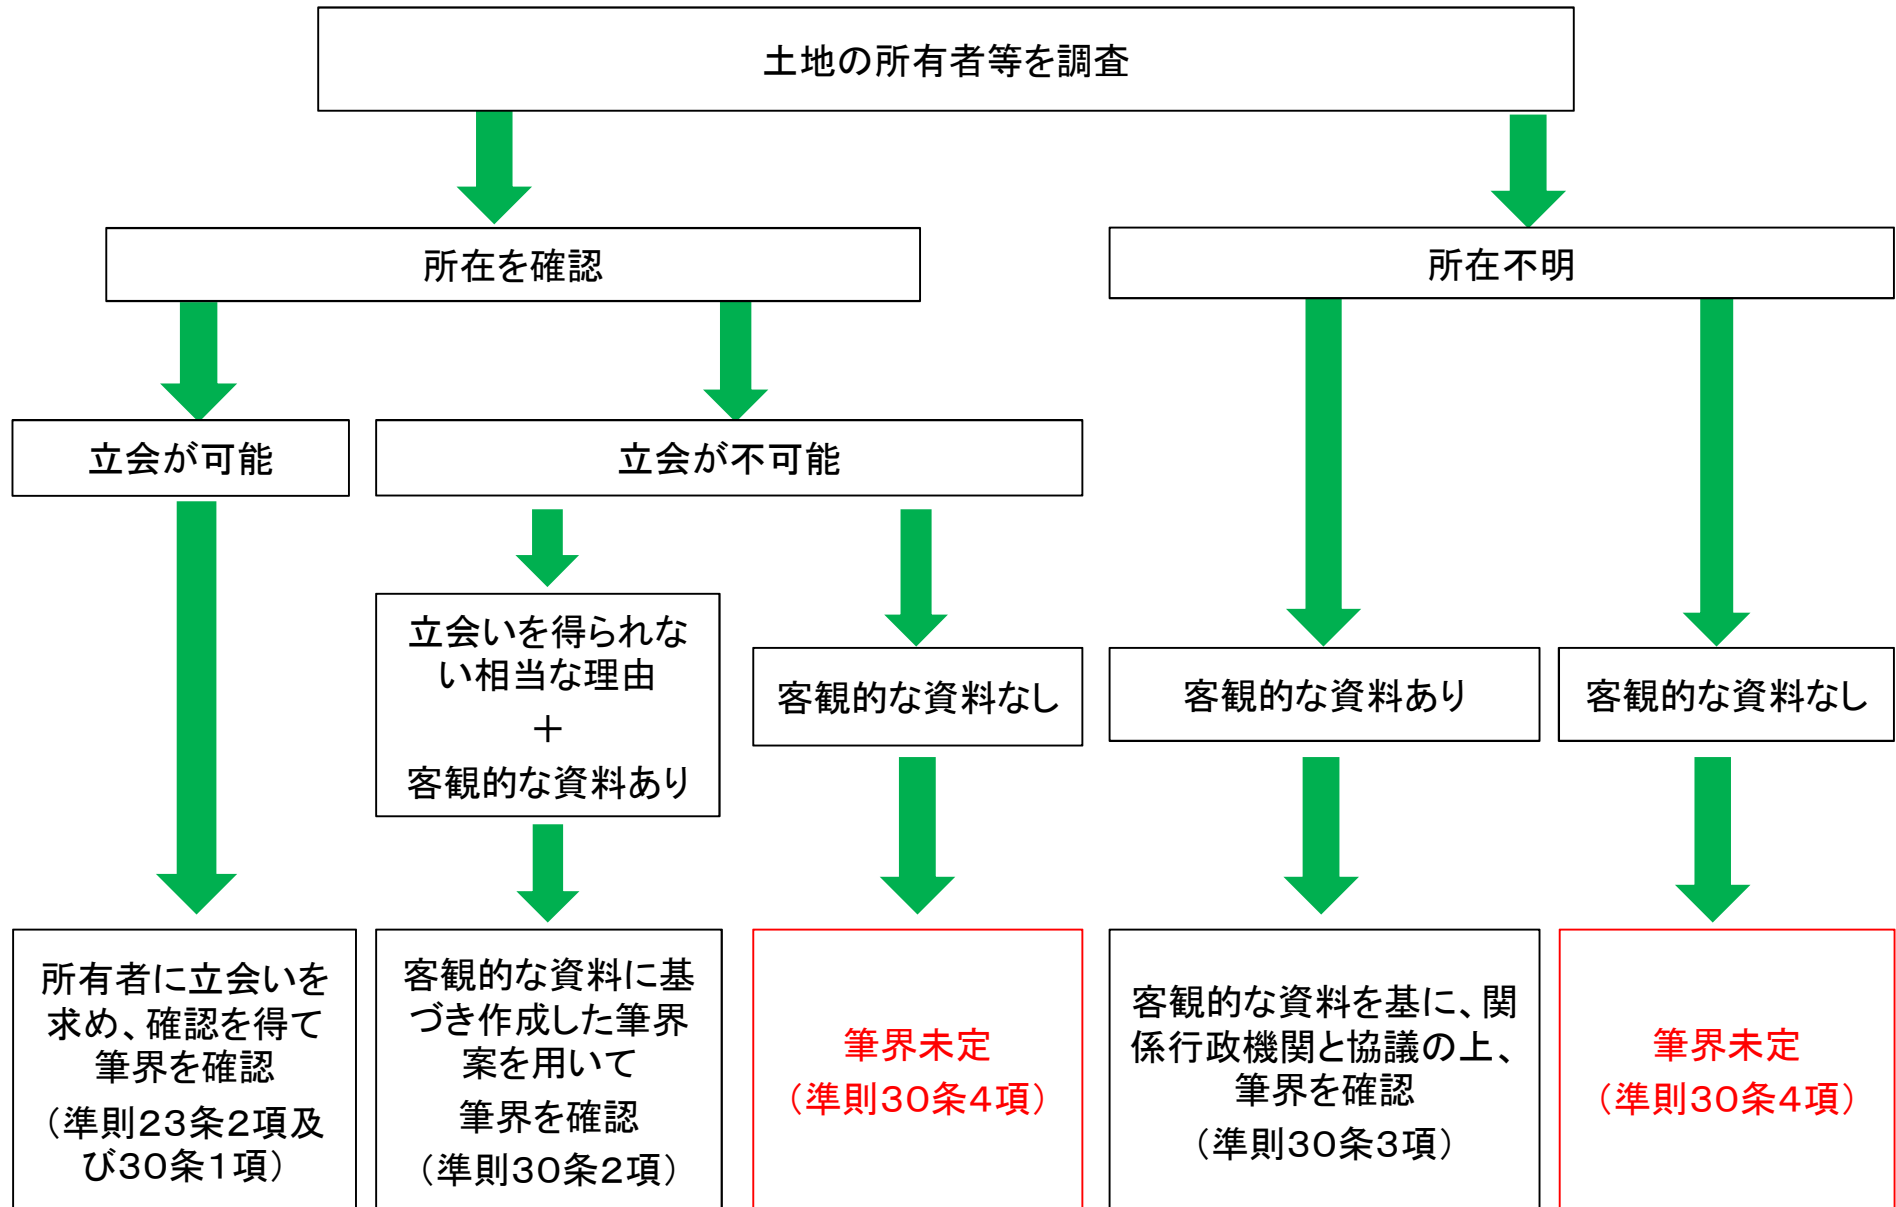 土地の所有者等を調査
所在を確認
所在不明
立会が可能
立会が不可能
立会いを得られな
い相当な理由
＋
客観的な資料あり
客観的な資料なし
客観的な資料あり
客観的な資料なし
所有者に立会いを
求め、確認を得て
筆界を確認
（準則２３条２項及
び３０条１項）
客観的な資料に基
づき作成した筆界
案を用いて
筆界を確認
（準則３０条２項）
筆界未定
（準則３０条４項）
客観的な資料を基に、関
係行政機関と協議の上、
筆界を確認
（準則３０条３項）
筆界未定
（準則３０条４項）